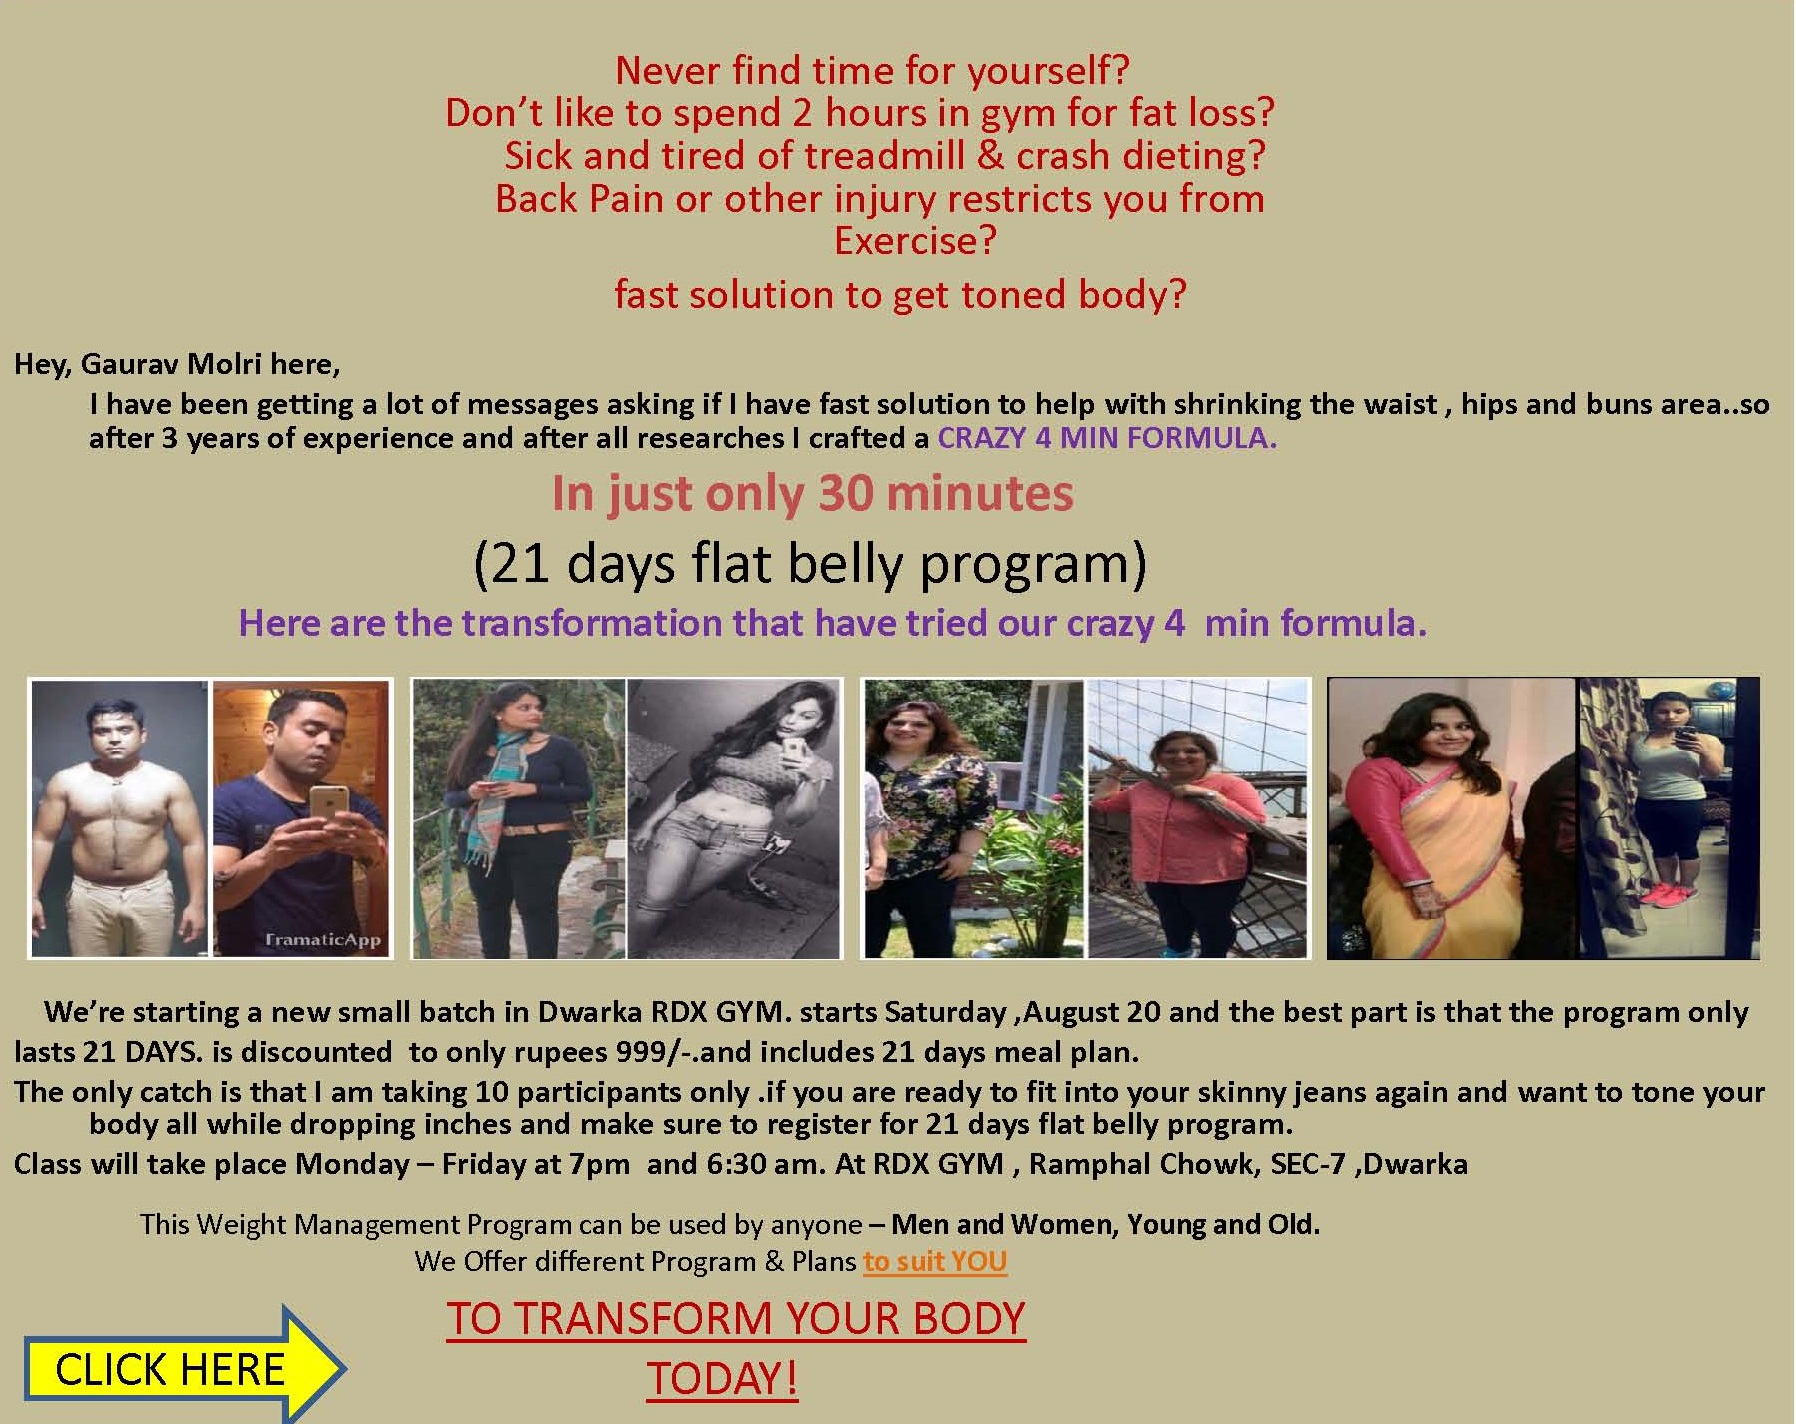 Never find time for yourself?
Don’t like to spend 2 hours in gym for fat loss?
Sick and tired of treadmill & crash dieting?
Back Pain or other injury restricts you from
Exercise?
fast solution to get toned body?
Hey, Gaurav Molri here,
I have been getting a lot of messages asking if I have fast solution to help with shrinking the waist , hips and buns area..so
after 3 years of experience and after all researches I crafted a CRAZY 4 MIN FORMULA.
In just only 30 minutes
(21 days flat belly program)
Here are the transformation that have tried our crazy 4 min formula.
FramaticApp
We’re starting a new small batch in Dwarka RDX GYM. starts Saturday ,August 20 and the best part is that the program only
lasts 21 DAYS. is discounted to only rupees 999/-.and includes 21 days meal plan.
The only catch is that I am taking 10 participants only .if you are ready to fit into your skinny jeans again and want to tone your
body all while dropping inches and make sure to register for 21 days flat belly program.
Class will take place Monday – Friday at 7pm and 6:30 am. At RDX GYM , Ramphal Chowk, SEC-7 ,Dwarka
This Weight Management Program can be used by anyone – Men and Women, Young and Old.
We Offer different Program & Plans to suit YOU
TO TRANSFORM YOUR BODY
TODAY!
CLICK HERE